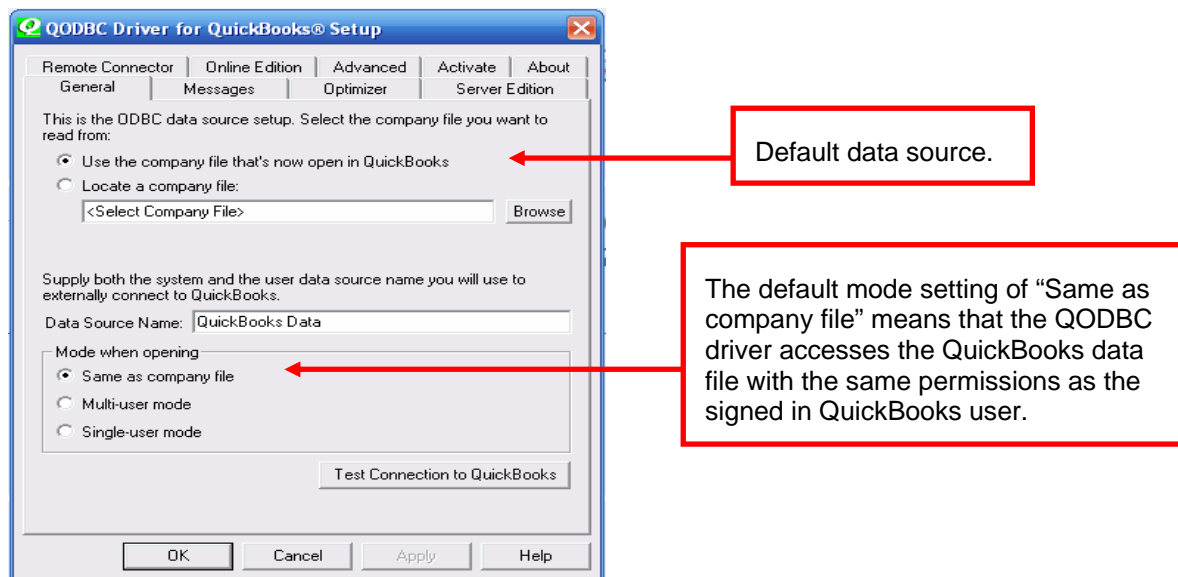 QODBC Driver for QuickBooks® Setup
Remote Connector Online Edition Advanced Activate About
General Messages Optimizer Server Edition
This is the ODBC data source setup. Select the company file you want to
read from:
Use the company file that's now open in QuickBooks
Locate a company file:
<Select Company File> Browse
Supply both the system and the user data source name you will use to
externally connect to QuickBooks.
Data Source Name: QuickBooks Data
Mode when opening
Same as company file
Multi-user mode
Single-user mode
Test Connection to QuickBooks
OK Cancel Apply Help
Default data source.
The default mode setting of “Same as
company file” means that the QODBC
driver accesses the QuickBooks data
file with the same permissions as the
signed in QuickBooks user.